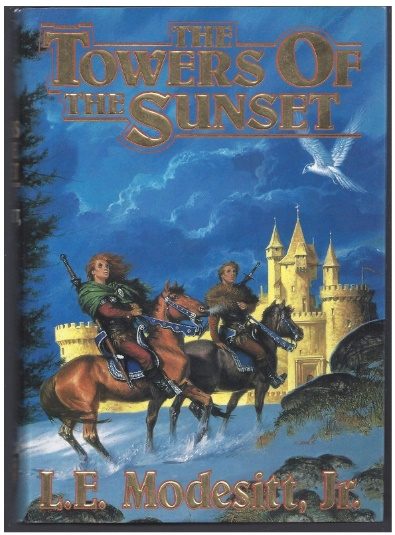 THE
TOWERS OF
THE SUNSET
L.E. Modesitt, Jr.